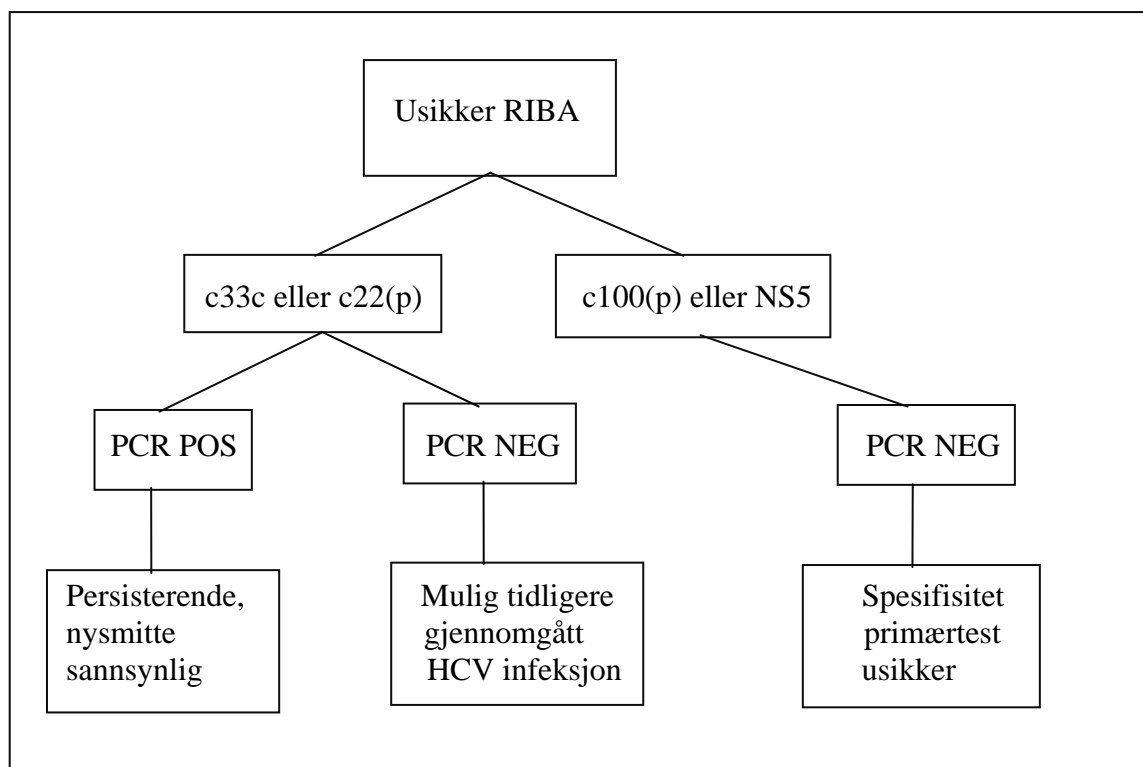 Usikker RIBA
c33c eller c22(p)
c100(p) eller NS5
PCR POS
PCR NEG
PCR NEG
Persisterende,
nysmitte
sannsynlig
Mulig tidligere
gjennomgått
HCV infeksjon
Spesifisitet
primærtest
usikker